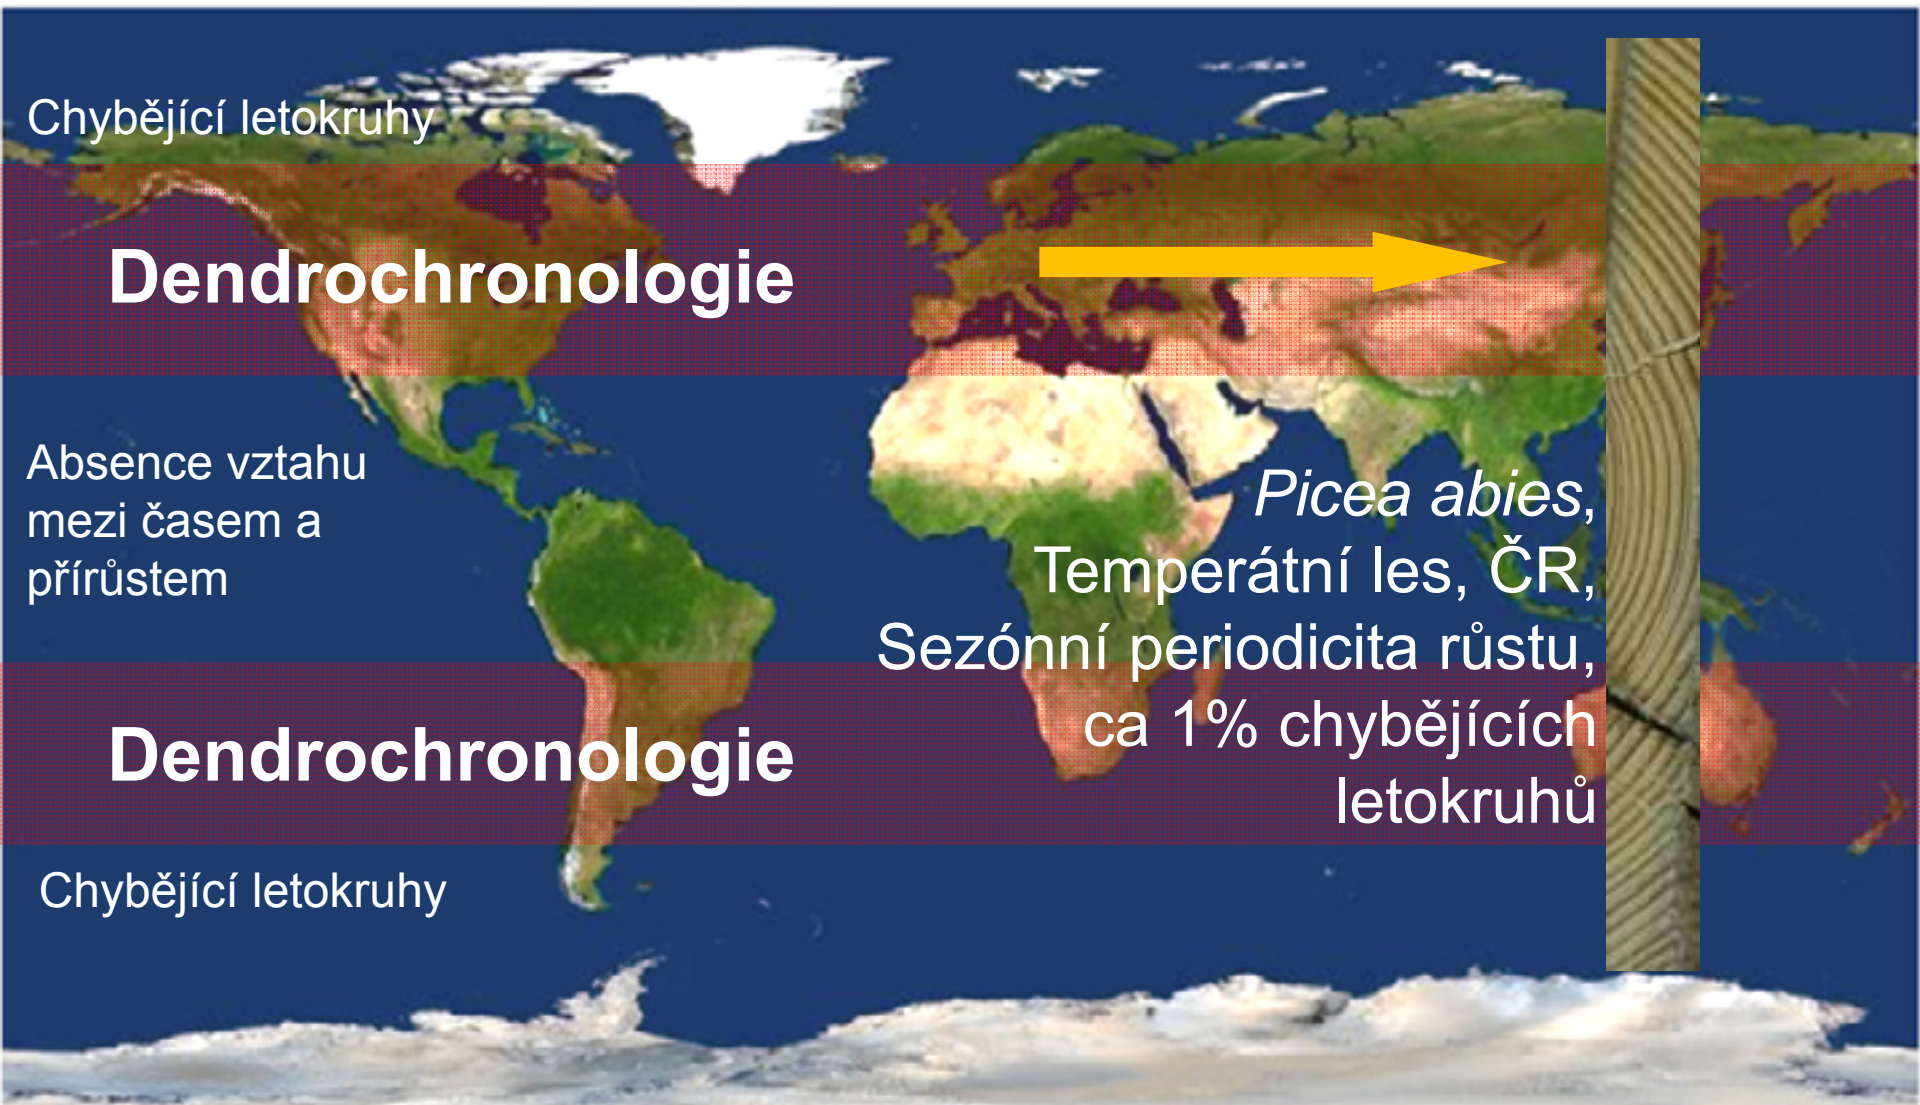 Chybějící letokruhy
Dendrochronologie
Absence vztahu
mezi časem a
přírůstem
Picea abies,
Temperátní les, ČR,
Sezónní periodicita růstu,
ca 1% chybějících
letokruhů
Dendrochronologie
Chybějící letokruhy